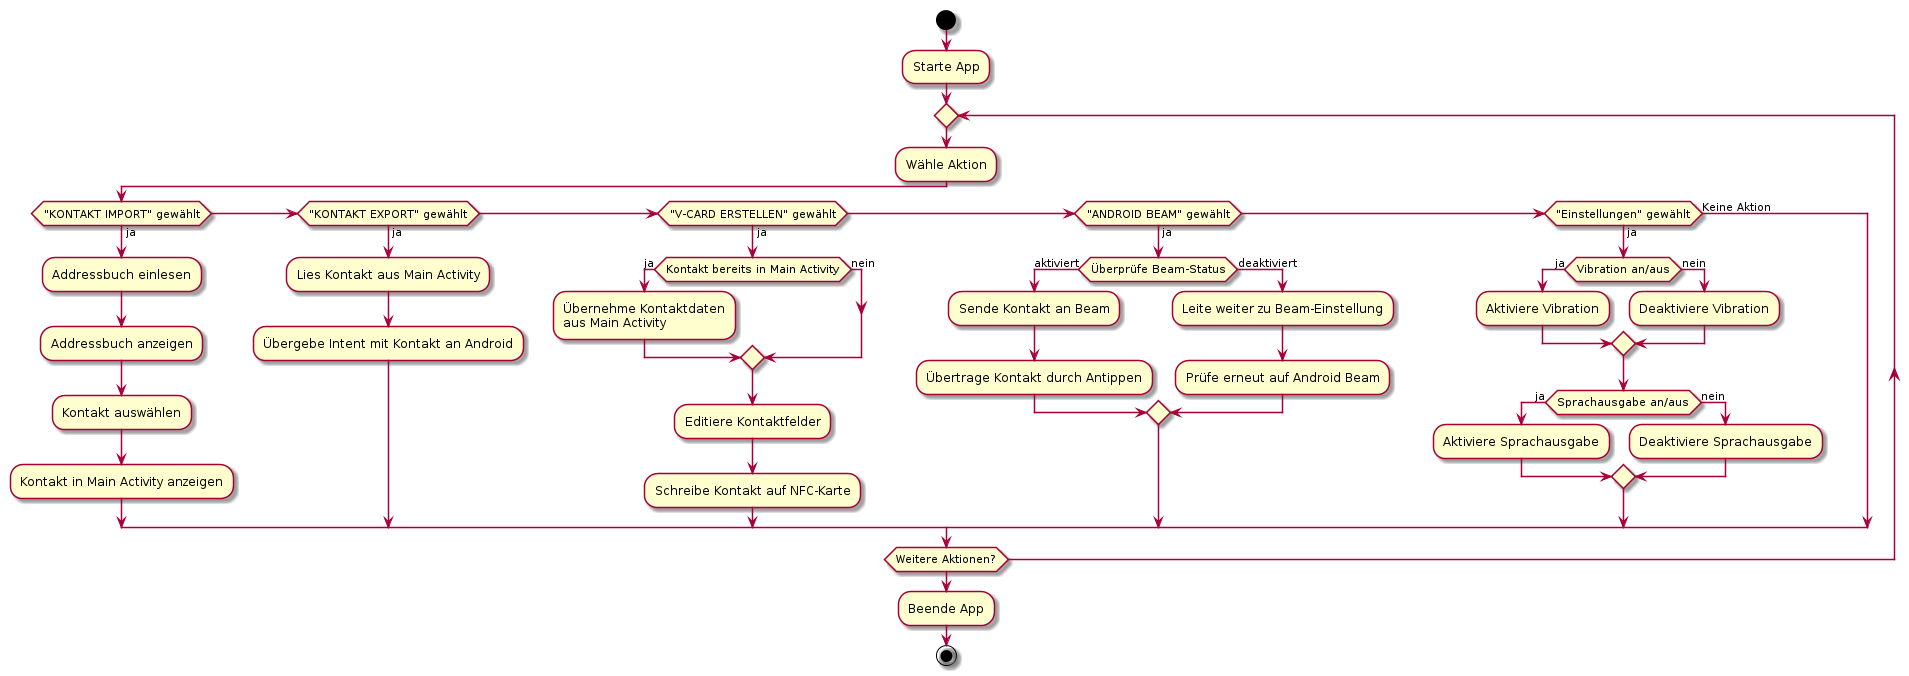 Starte App
Wähle Aktion
"KONTAKT IMPORT" gewählt
ja
Addressbuch einlesen
Addressbuch anzeigen
Kontakt auswählen
Kontakt in Main Activity anzeigen
"KONTAKT EXPORT" gewählt
ja
Lies Kontakt aus Main Activity
Übergebe Intent mit Kontakt an Android
"V-CARD ERSTELLEN" gewählt
ja
Kontakt bereits in Main Activity
ja
nein
Übernehme Kontaktdaten
aus Main Activity
Editiere Kontaktfelder
Schreibe Kontakt auf NFC-Karte
"ANDROID BEAM" gewählt
ja
Überprüfe Beam-Status
aktiviert
deaktiviert
Sende Kontakt an Beam
Übertrage Kontakt durch Antippen
Leite weiter zu Beam-Einstellung
Prüfe erneut auf Android Beam
"Einstellungen" gewählt
Keine Aktion
ja
Vibration an/aus
ja
nein
Aktiviere Vibration
Deaktiviere Vibration
Sprachausgabe an/aus
ja
nein
Aktiviere Sprachausgabe
Deaktiviere Sprachausgabe
Weitere Aktionen?
Beende App